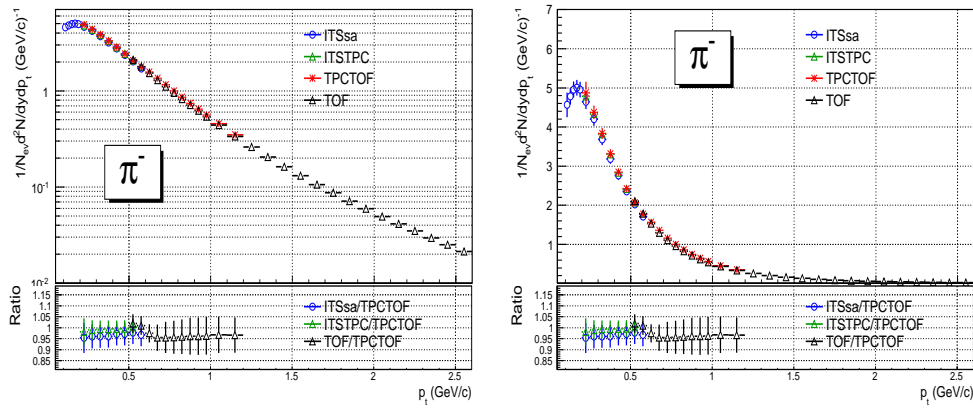 1/N_ev d²N/dydp_t (GeV/c)⁻¹
1
10⁻¹
10⁻²
ITSsa
ITSTPC
TPCTOF
TOF
π⁻
Ratio
1.15
1.1
1.05
1
0.95
0.9
0.85
ITSsa/TPCTOF
ITSTPC/TPCTOF
TOF/TPCTOF
0.5 1 1.5 2 2.5
p_t (GeV/c)
1/N_ev d²N/dydp_t (GeV/c)⁻¹
7
6
5
4
3
2
1
0
ITSsa
ITSTPC
TPCTOF
TOF
π⁻
Ratio
1.15
1.1
1.05
1
0.95
0.9
0.85
ITSsa/TPCTOF
ITSTPC/TPCTOF
TOF/TPCTOF
0.5 1 1.5 2 2.5
p_t (GeV/c)